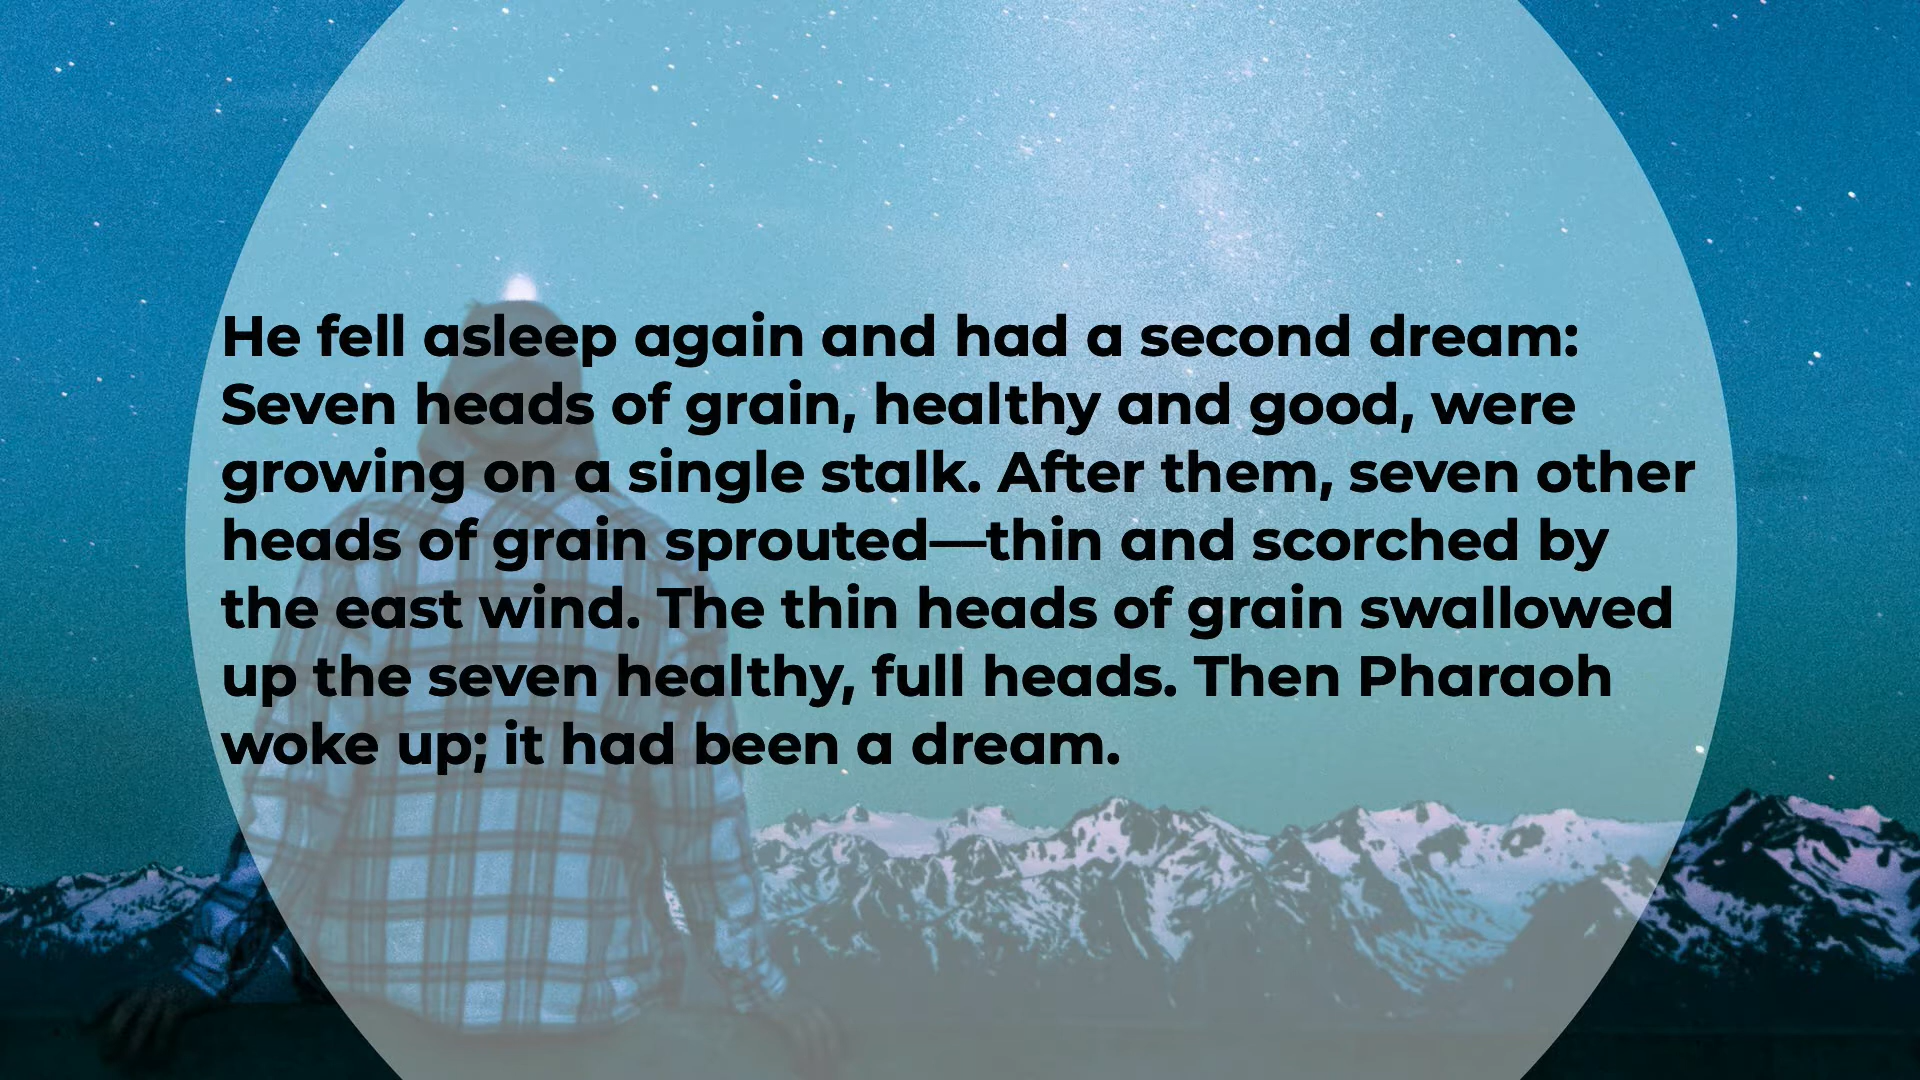 He fell asleep again and had a second dream:
Seven heads of grain, healthy and good, were
growing on a single stalk. After them, seven other
heads of grain sprouted—thin and scorched by
the east wind. The thin heads of grain swallowed
up the seven healthy, full heads. Then Pharaoh
woke up; it had been a dream.